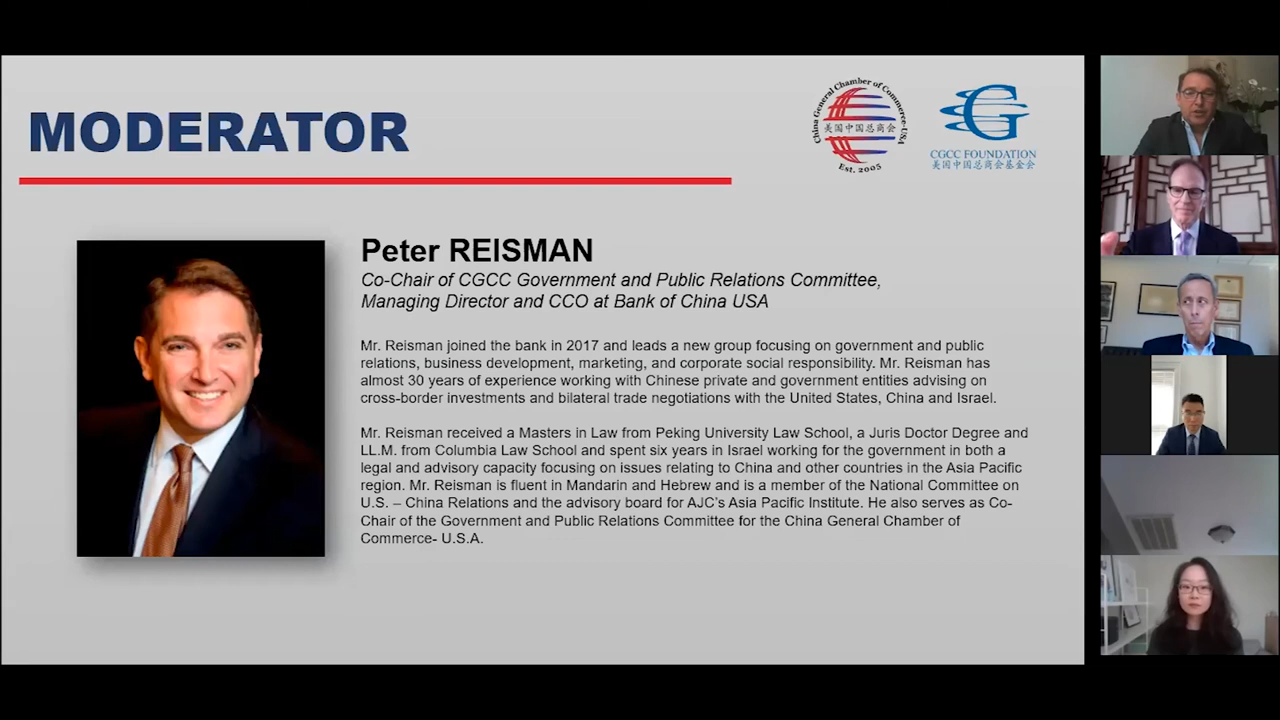 MODERATOR
China General Chamber of Commerce-USA
美国中国总商会
Est. 2005
G
CGCC FOUNDATION
美国中国总商会基金会
Peter REISMAN
Co-Chair of CGCC Government and Public Relations Committee,
Managing Director and CCO at Bank of China USA
Mr. Reisman joined the bank in 2017 and leads a new group focusing on government and public
relations, business development, marketing, and corporate social responsibility. Mr. Reisman has
almost 30 years of experience working with Chinese private and government entities advising on
cross-border investments and bilateral trade negotiations with the United States, China and Israel.
Mr. Reisman received a Masters in Law from Peking University Law School, a Juris Doctor Degree and
LL.M. from Columbia Law School and spent six years in Israel working for the government in both a
legal and advisory capacity focusing on issues relating to China and other countries in the Asia Pacific
region. Mr. Reisman is fluent in Mandarin and Hebrew and is a member of the National Committee on
U.S. – China Relations and the advisory board for AJC's Asia Pacific Institute. He also serves as Co-
Chair of the Government and Public Relations Committee for the China General Chamber of
Commerce- U.S.A.